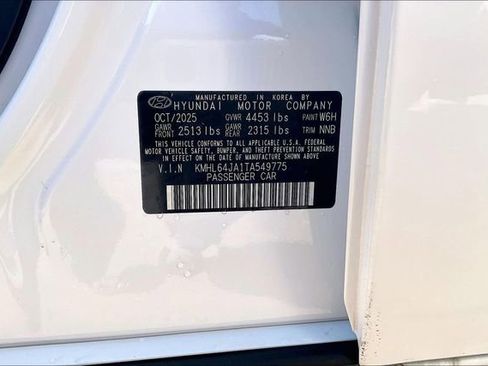 MANUFACTURED IN KOREA BY
HYUNDAI MOTOR COMPANY
OCT/2025 GVWR 4453 lbs PAINT W6H
GAWR FRONT 2513 lbs GAWR REAR 2315 lbs TRIM NNB
THIS VEHICLE CONFORMS TO ALL APPLICABLE U.S.A. FEDERAL
MOTOR VEHICLE SAFETY, BUMPER, AND THEFT PREVENTION
STANDARDS IN EFFECT ON THE DATE OF MANUFACTURE SHOWN ABOVE.
V.I.N KMHL64JA1TA549775
PASSENGER CAR